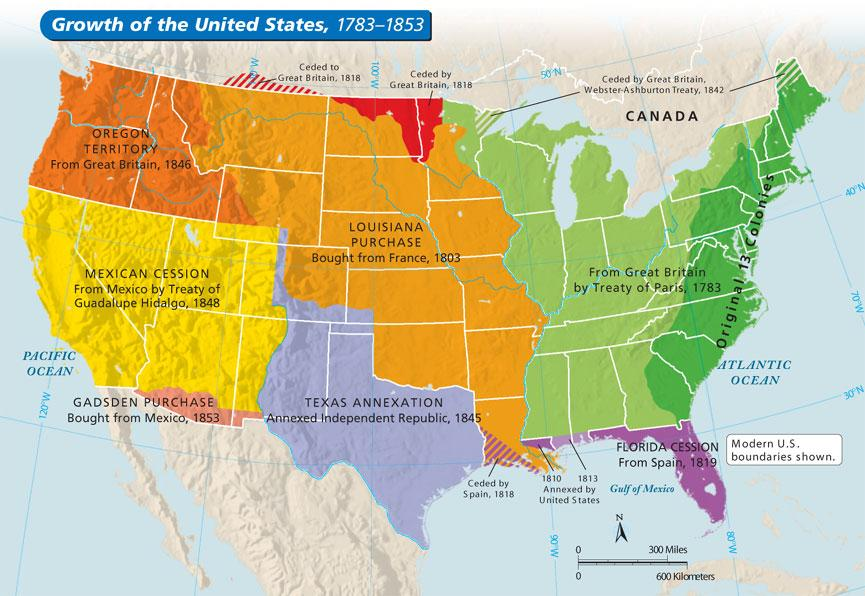 Growth of the United States, 1783–1853
Ceded to
Great Britain, 1818
Ceded by
Great Britain, 1818
Ceded by Great Britain,
Webster-Ashburton Treaty, 1842
100°W
50°N
CANADA
OREGON
TERRITORY
From Great Britain, 1846
40°N
LOUISIANA
PURCHASE
Bought from France, 1803
MEXICAN CESSION
From Mexico by Treaty of
Guadalupe Hidalgo, 1848
From Great Britain
by Treaty of Paris, 1783
Original 13 Colonies
70°W
PACIFIC
OCEAN
ATLANTIC
OCEAN
120°W
30°N
GADSDEN PURCHASE
Bought from Mexico, 1853
TEXAS ANNEXATION
Annexed Independent Republic, 1845
FLORIDA CESSION
From Spain, 1819
Modern U.S.
boundaries shown.
Ceded by
Spain, 1818
1810
1813
Annexed by
United States
Gulf of Mexico
N
90°W
80°W
0
300 Miles
0
600 Kilometers